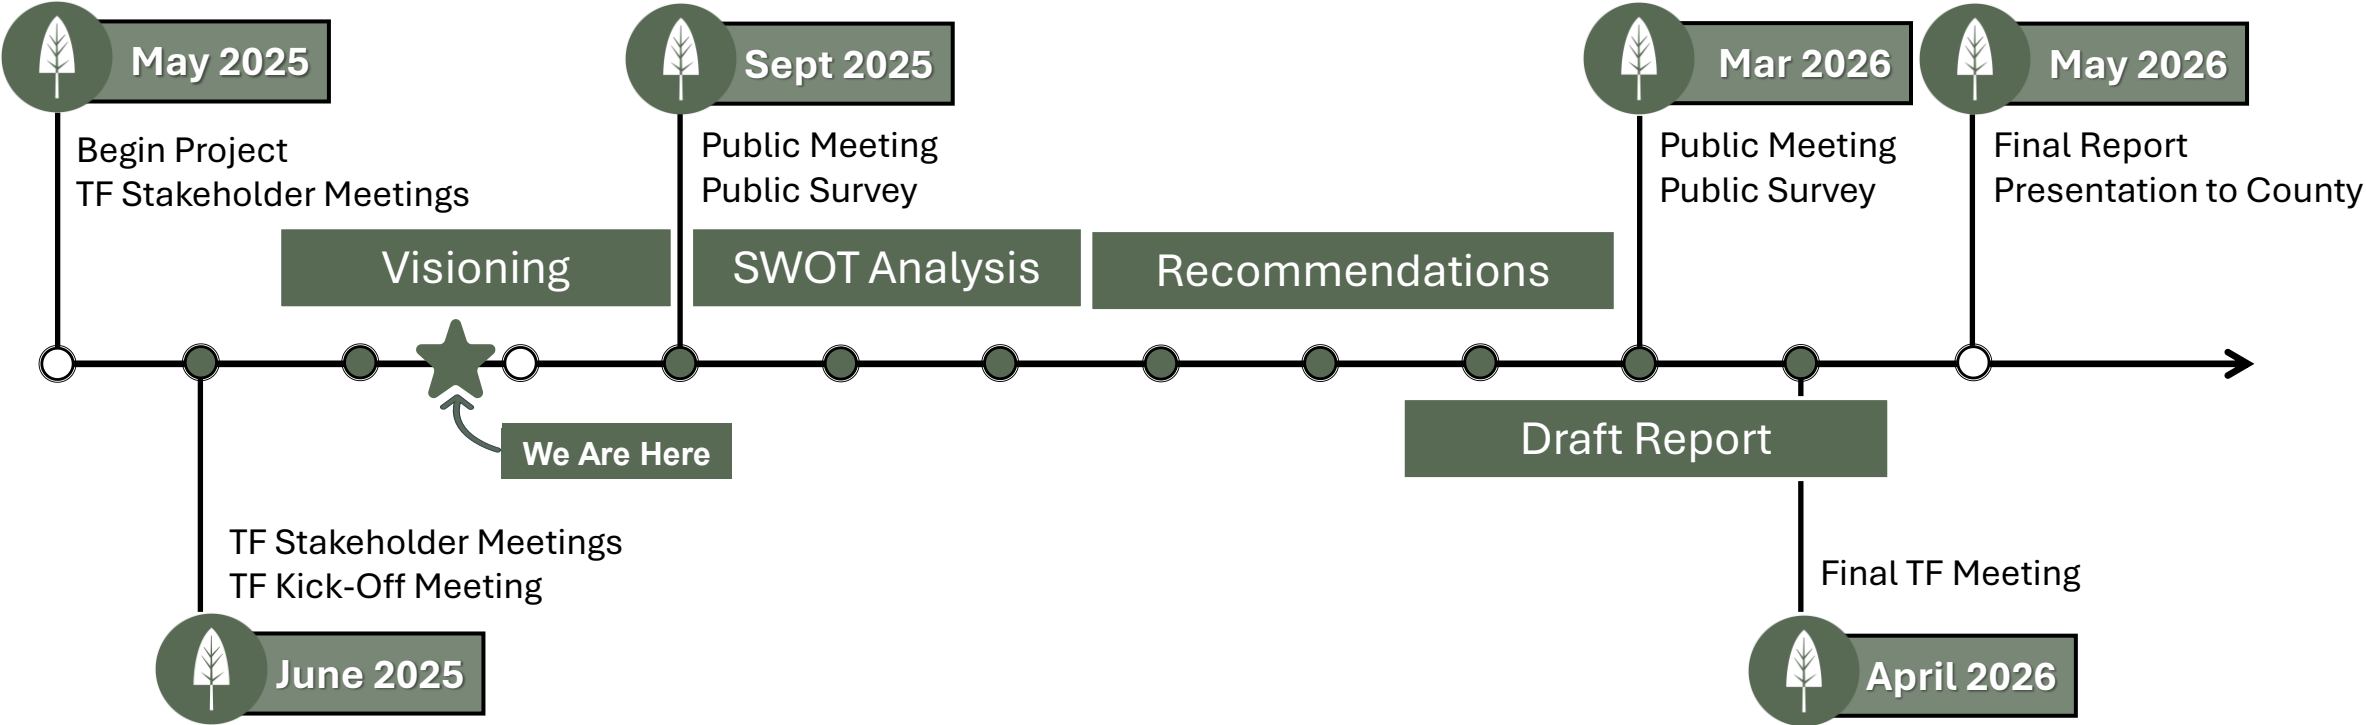 May 2025
Begin Project
TF Stakeholder Meetings
Sept 2025
Public Meeting
Public Survey
Mar 2026
Public Meeting
Public Survey
May 2026
Final Report
Presentation to County
Visioning
SWOT Analysis
Recommendations
We Are Here
Draft Report
TF Stakeholder Meetings
TF Kick-Off Meeting
June 2025
Final TF Meeting
April 2026